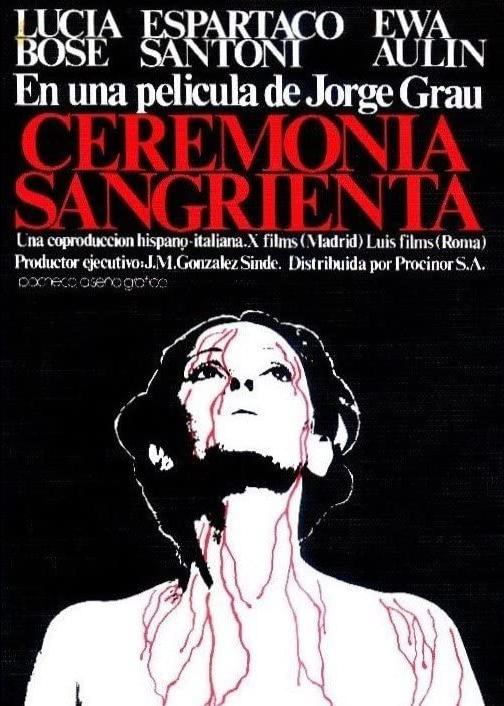 LUCIA ESPARTACO EWA
BOSE SANTONI AULIN
En una pelicula de Jorge Grau
CEREMONIA
SANGRIENTA
Una coproduccion hispano-italiana.X films (Madrid) Luis films (Roma)
Productor ejecutivo:J.M.Gonzalez Sinde. Distribuida por Procinor S.A.
pacheco, diseño grafico